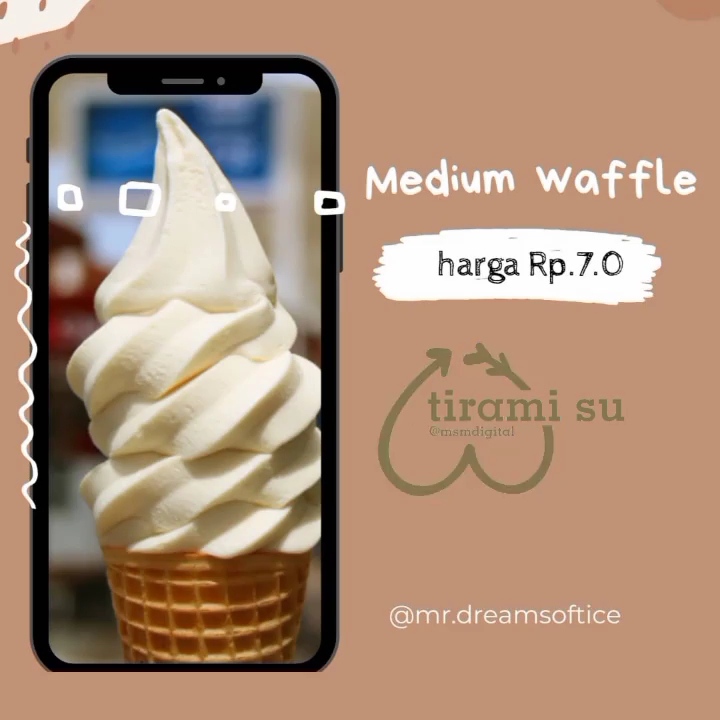 Medium Waffle
harga Rp.7.0
tirami su
@msmdigital
@mr.dreamsoftice